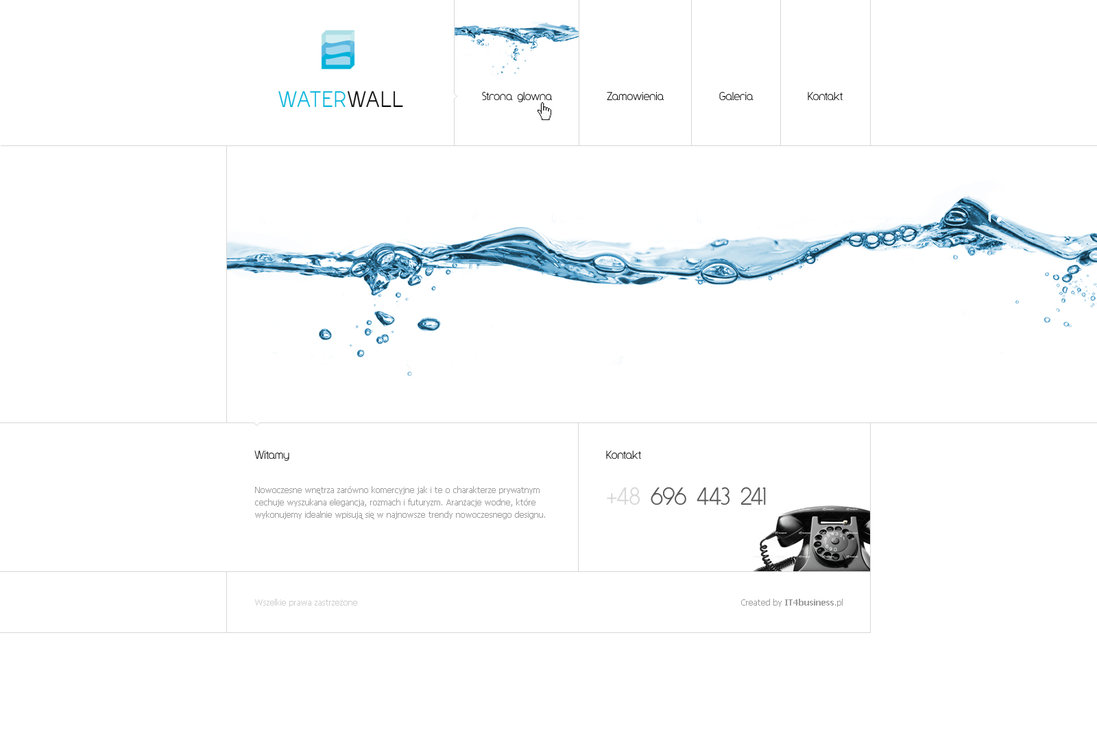 WATERWALL
Strona glowna
Zamowienia
Galeria
Kontakt
Witamy
Nowoczesne wnętrza zarówno komercyjne jak i te o charakterze prywatnym
cechuje wyszukana elegancja, rozmach i futuryzm. Aranżacje wodne, które
wykonujemy idealnie wpisują się w najnowsze trendy nowoczesnego designu.
Kontakt
+48 696 443 241
Wszelkie prawa zastrzeżone
Created by IT4business.pl